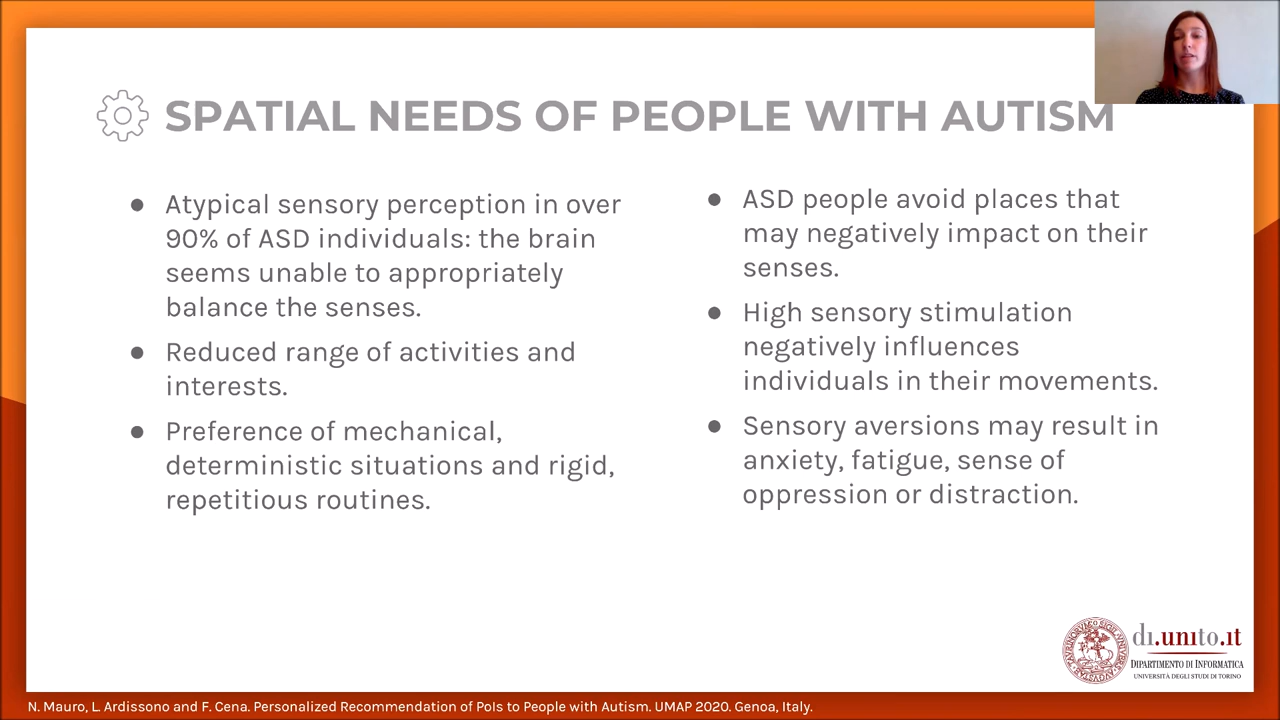 SPATIAL NEEDS OF PEOPLE WITH AUTISM
● Atypical sensory perception in over
90% of ASD individuals: the brain
seems unable to appropriately
balance the senses.
● Reduced range of activities and
interests.
● Preference of mechanical,
deterministic situations and rigid,
repetitious routines.
● ASD people avoid places that
may negatively impact on their
senses.
● High sensory stimulation
negatively influences
individuals in their movements.
● Sensory aversions may result in
anxiety, fatigue, sense of
oppression or distraction.
di.unito.it
DIPARTIMENTO DI INFORMATICA
UNIVERSITÀ DEGLI STUDI DI TORINO
N. Mauro, L. Ardissono and F. Cena. Personalized Recommendation of PoIs to People with Autism. UMAP 2020. Genoa, Italy.